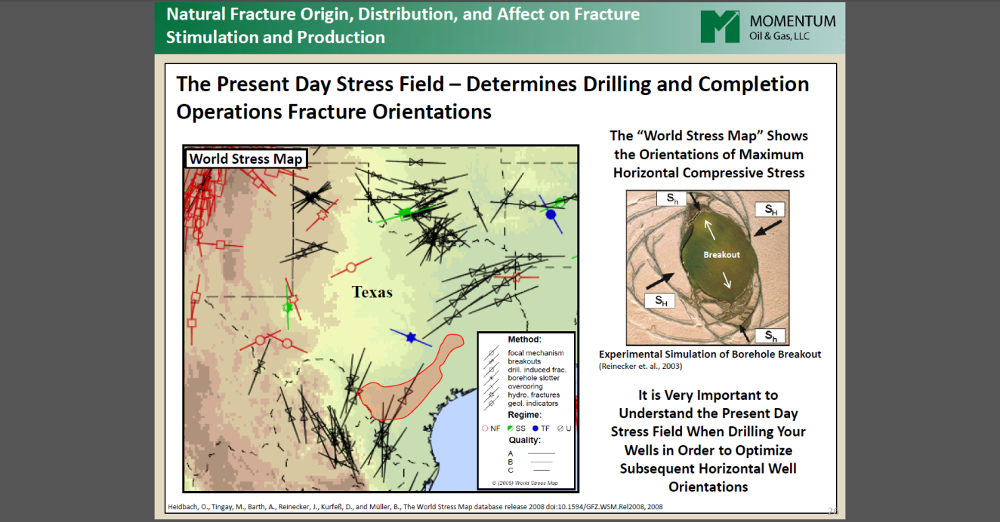 Natural Fracture Origin, Distribution, and Affect on Fracture
Stimulation and Production
MOMENTUM
Oil & Gas, LLC
The Present Day Stress Field – Determines Drilling and Completion
Operations Fracture Orientations
World Stress Map
Texas
Method:
focal mechanism
breakouts
drill. induced frac.
borehole slotter
overcoring
hydro. fractures
geol. indicators
Regime:
NF SS TF U
Quality:
A
B
C
© (2005) World Stress Map
The “World Stress Map” Shows
the Orientations of Maximum
Horizontal Compressive Stress
Sh
SH
Breakout
SH
Sh
Experimental Simulation of Borehole Breakout
(Reinecker et. al., 2003)
It is Very Important to
Understand the Present Day
Stress Field When Drilling Your
Wells in Order to Optimize
Subsequent Horizontal Well
Orientations
Heidbach, O., Tingay, M., Barth, A., Reinecker, J., Kurfeß, D., and Müller, B., The World Stress Map database release 2008 doi:10.1594/GFZ.WSM.Rel2008, 2008